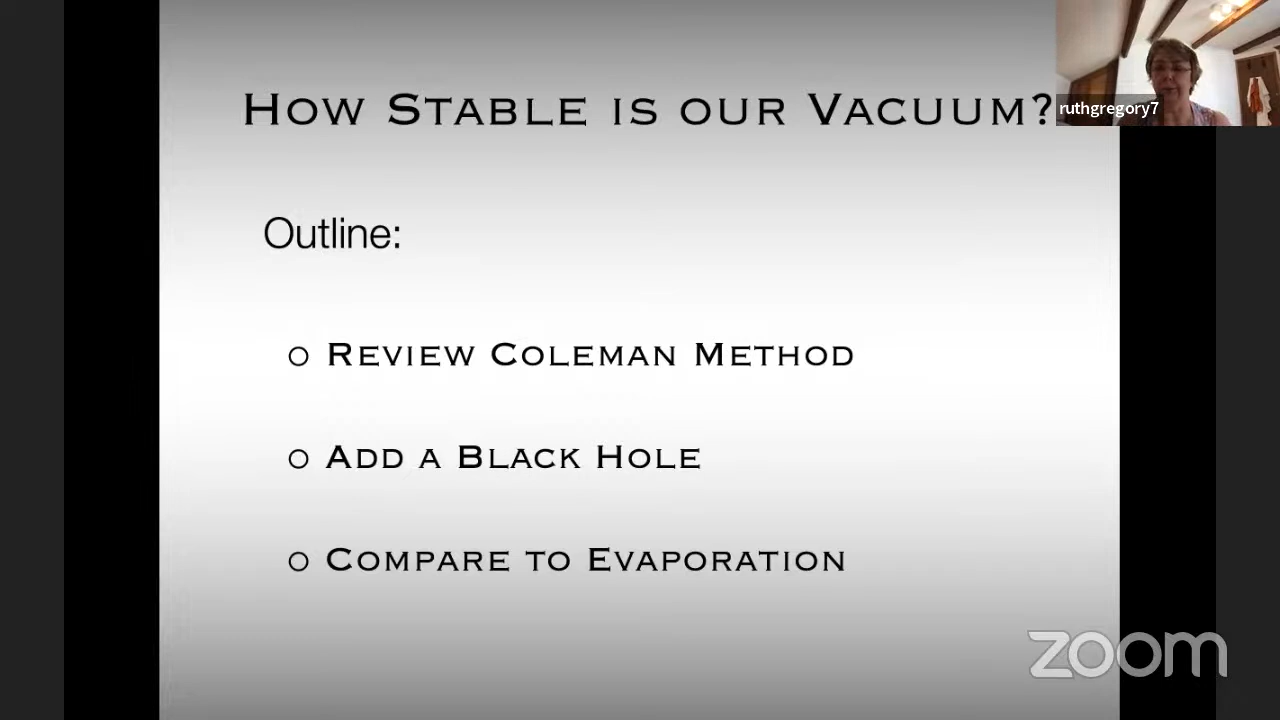 How Stable is our Vacuum?
ruthgregory7
Outline:
o Review Coleman Method
o Add a Black Hole
o Compare to Evaporation
zoom